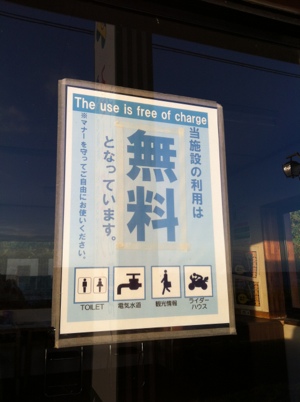 The use is free of charge
当施設の利用は
無料
となっています。
※マナーを守ってご自由にお使いください。
TOILET
電気水道
観光情報
ライダー
ハウス